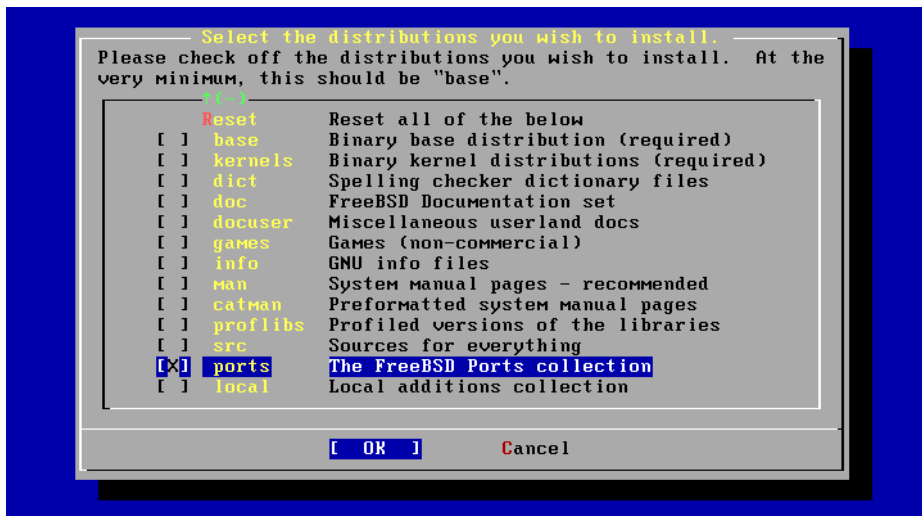 Select the distributions you wish to install.
Please check off the distributions you wish to install. At the
very minimum, this should be "base".
↑(-)
Reset Reset all of the below
[ ] base Binary base distribution (required)
[ ] kernels Binary kernel distributions (required)
[ ] dict Spelling checker dictionary files
[ ] doc FreeBSD Documentation set
[ ] docuser Miscellaneous userland docs
[ ] games Games (non-commercial)
[ ] info GNU info files
[ ] man System manual pages - recommended
[ ] catman Preformatted system manual pages
[ ] proflibs Profiled versions of the libraries
[ ] src Sources for everything
[X] ports The FreeBSD Ports collection
[ ] local Local additions collection
[ OK ] Cancel